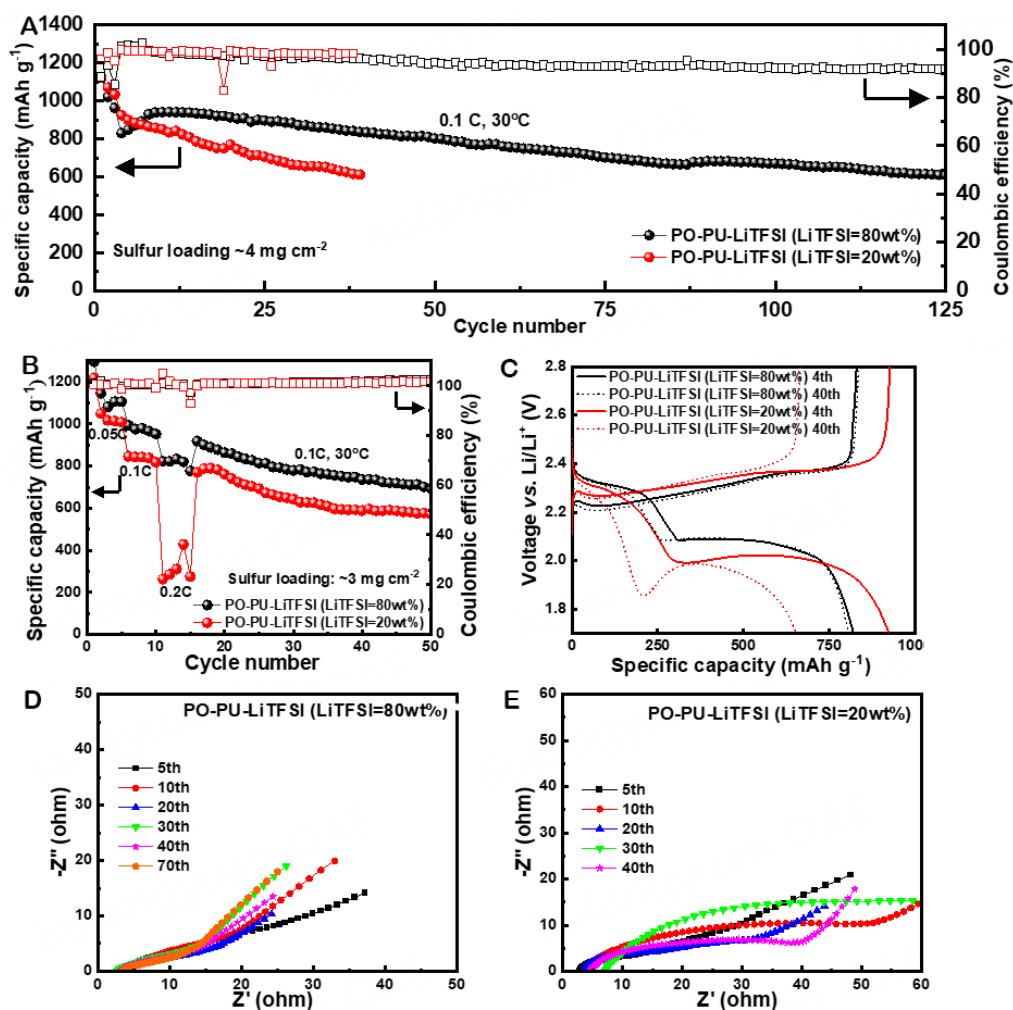 A
1400
1200
1000
800
600
400
200
0
Specific capacity (mAh g⁻¹)
0.1 C, 30°C
Sulfur loading ~4 mg cm⁻²
PO-PU-LiTFSI (LiTFSI=80wt%)
PO-PU-LiTFSI (LiTFSI=20wt%)
100
80
60
40
20
0
Coulombic efficiency (%)
0 25 50 75 100 125
Cycle number
B
1200
1000
800
600
400
200
0
Specific capacity (mAh g⁻¹)
0.05C
0.1C
0.2C
0.1C, 30°C
Sulfur loading: ~3 mg cm⁻²
PO-PU-LiTFSI (LiTFSI=80wt%)
PO-PU-LiTFSI (LiTFSI=20wt%)
100
80
60
40
20
0
Coulombic efficiency (%)
0 10 20 30 40 50
Cycle number
C
2.8
2.4
2.0
1.8
Voltage vs. Li/Li⁺ (V)
PO-PU-LiTFSI (LiTFSI=80wt%) 4th
PO-PU-LiTFSI (LiTFSI=80wt%) 40th
PO-PU-LiTFSI (LiTFSI=20wt%) 4th
PO-PU-LiTFSI (LiTFSI=20wt%) 40th
0 250 500 750 100
Specific capacity (mAh g⁻¹)
D
50
40
30
20
10
0
-Z" (ohm)
PO-PU-LiTFSI (LiTFSI=80wt%)
5th
10th
20th
30th
40th
70th
0 10 20 30 40 50
Z' (ohm)
E
60
50
40
30
20
10
0
-Z" (ohm)
PO-PU-LiTFSI (LiTFSI=20wt%)
5th
10th
20th
30th
40th
0 10 20 30 40 50 60
Z' (ohm)